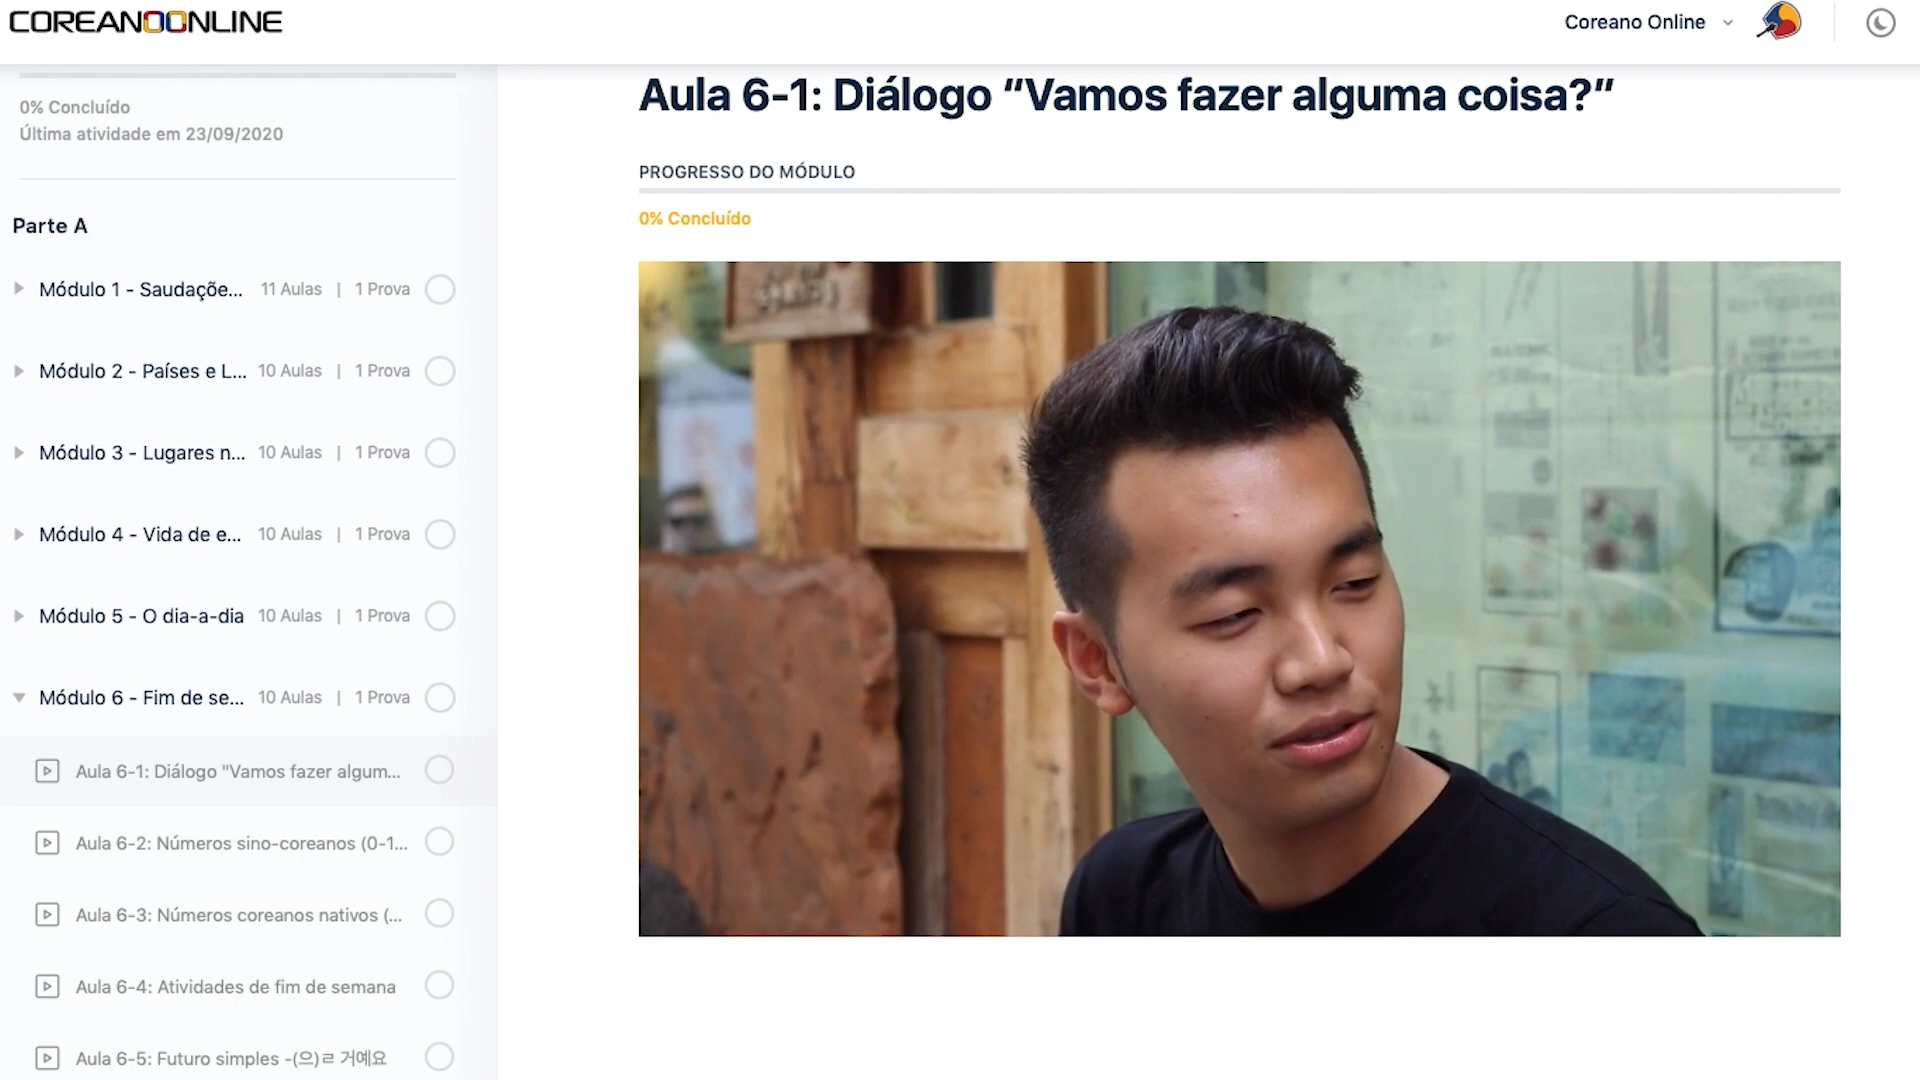 COREANOONLINE
Coreano Online
0% Concluído
Última atividade em 23/09/2020
Parte A
Módulo 1 - Saudaçõe... 11 Aulas | 1 Prova
Módulo 2 - Países e L... 10 Aulas | 1 Prova
Módulo 3 - Lugares n... 10 Aulas | 1 Prova
Módulo 4 - Vida de e... 10 Aulas | 1 Prova
Módulo 5 - O dia-a-dia 10 Aulas | 1 Prova
Módulo 6 - Fim de se... 10 Aulas | 1 Prova
Aula 6-1: Diálogo "Vamos fazer algum...
Aula 6-2: Números sino-coreanos (0-1...
Aula 6-3: Números coreanos nativos (...
Aula 6-4: Atividades de fim de semana
Aula 6-5: Futuro simples -(으)ㄹ 거예요
Aula 6-1: Diálogo “Vamos fazer alguma coisa?”
PROGRESSO DO MÓDULO
0% Concluído